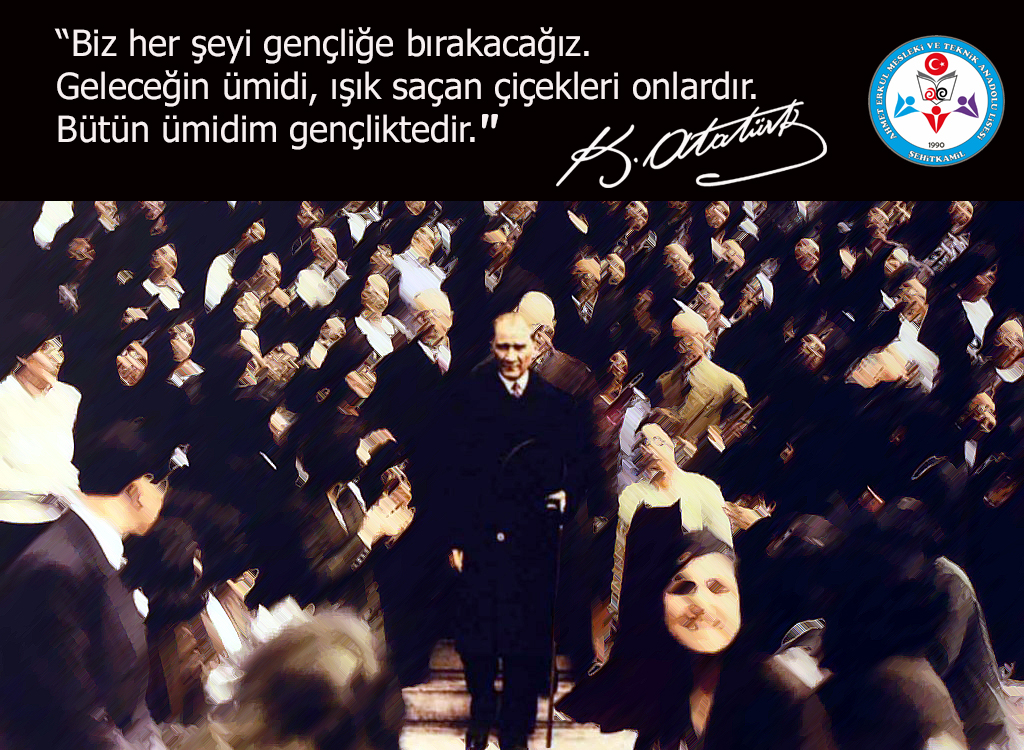 “Biz her şeyi gençliğe bırakacağız.
Geleceğin ümidi, ışık saçan çiçekleri onlardır.
Bütün ümidim gençliktedir."
K. Atatürk
AHMET ERKUL MESLEKİ VE TEKNİK ANADOLU LİSESİ
1990
ŞEHİTKAMİL